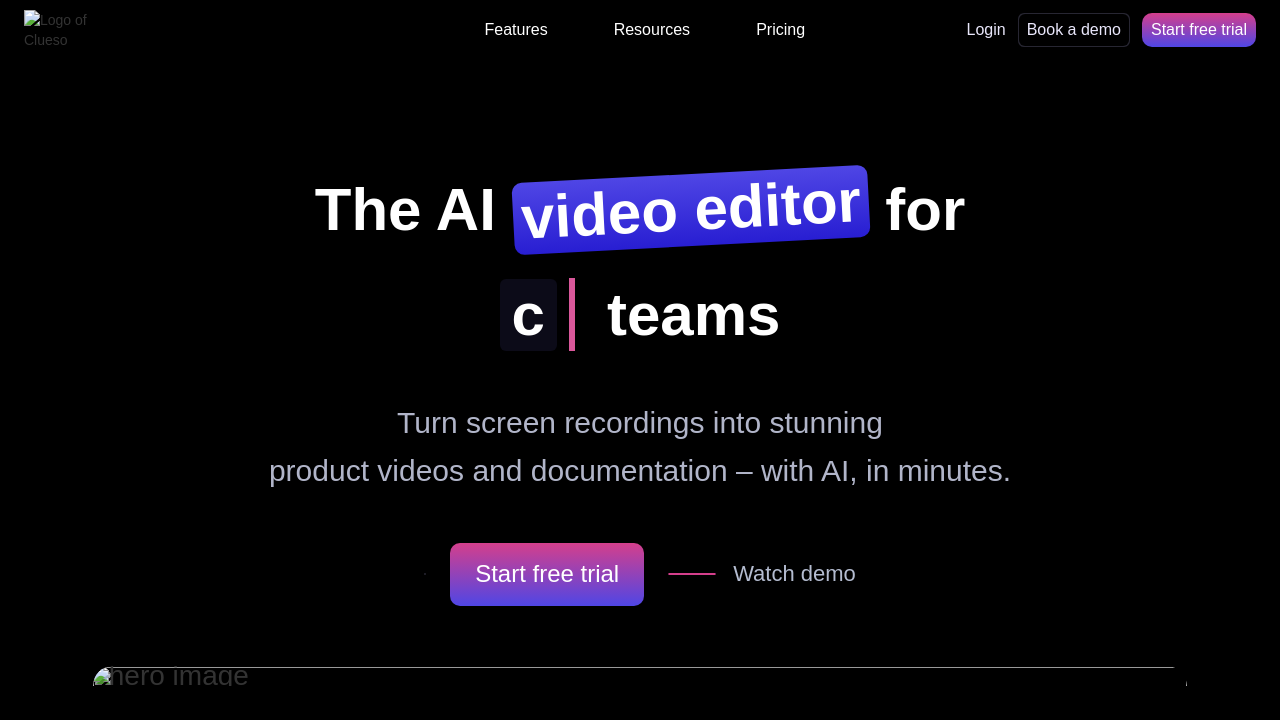 Logo of
Clueso
Features
Resources
Pricing
Login
Book a demo
Start free trial
The AI video editor for
c teams
Turn screen recordings into stunning
product videos and documentation – with AI, in minutes.
Start free trial
Watch demo
hero image